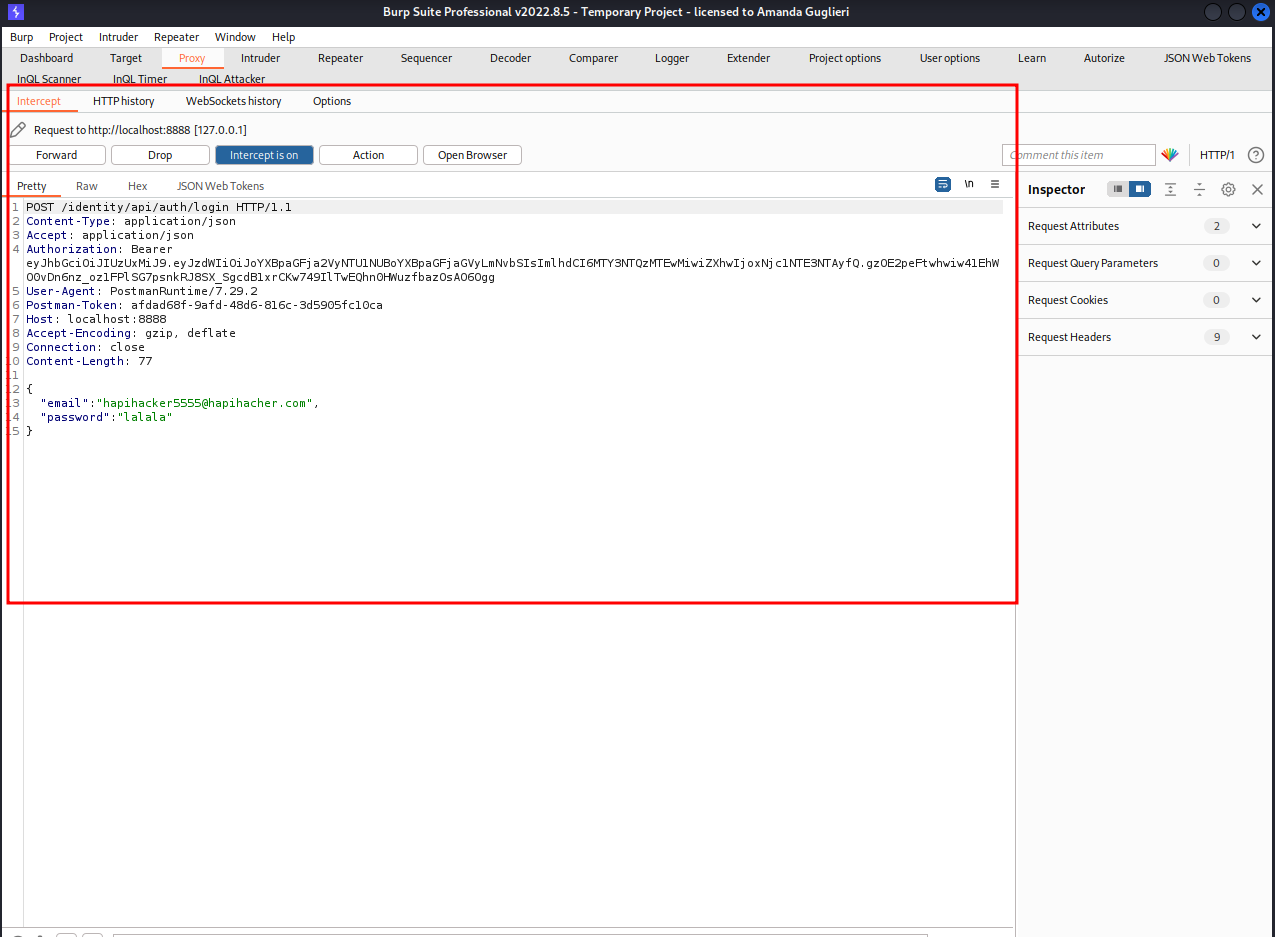 Burp Suite Professional v2022.8.5 - Temporary Project - licensed to Amanda Guglieri
Burp Project Intruder Repeater Window Help
Dashboard Target Proxy Intruder Repeater Sequencer Decoder Comparer Logger Extender Project options User options Learn Autorize JSON Web Tokens
InQL Scanner InQL Timer InQL Attacker
Intercept HTTP history WebSockets history Options
Request to http://localhost:8888 [127.0.0.1]
Forward Drop Intercept is on Action Open Browser Comment this item HTTP/1 ?
Pretty Raw Hex JSON Web Tokens \n Inspector
1 POST /identity/api/auth/login HTTP/1.1
2 Content-Type: application/json
3 Accept: application/json
4 Authorization: Bearer
eyJhbGciOiJIUzUxMiJ9.eyJzdWIiOiJoYXBpaGFja2VyNTU1NUBoYXBpaGFjaGVyLmNvbSIsImlhdCI6MTY3NTQzMTEwMiwiZXhwIjoxNjc1NTE3NTAyfQ.gzOE2peFtwhwiw41EhW
OOvDn6nz_oz1FPlSG7psnkRJ8SX_SgcdB1xrCKw749IlTwEQhn0HWuzfbazOsAO6Ogg
5 User-Agent: PostmanRuntime/7.29.2
6 Postman-Token: afdad68f-9afd-48d6-816c-3d5905fc10ca
7 Host: localhost:8888
8 Accept-Encoding: gzip, deflate
9 Connection: close
10 Content-Length: 77
11
12 {
13 "email":"hapihacker5555@hapihacher.com",
14 "password":"lalala"
15 }
Request Attributes 2
Request Query Parameters 0
Request Cookies 0
Request Headers 9